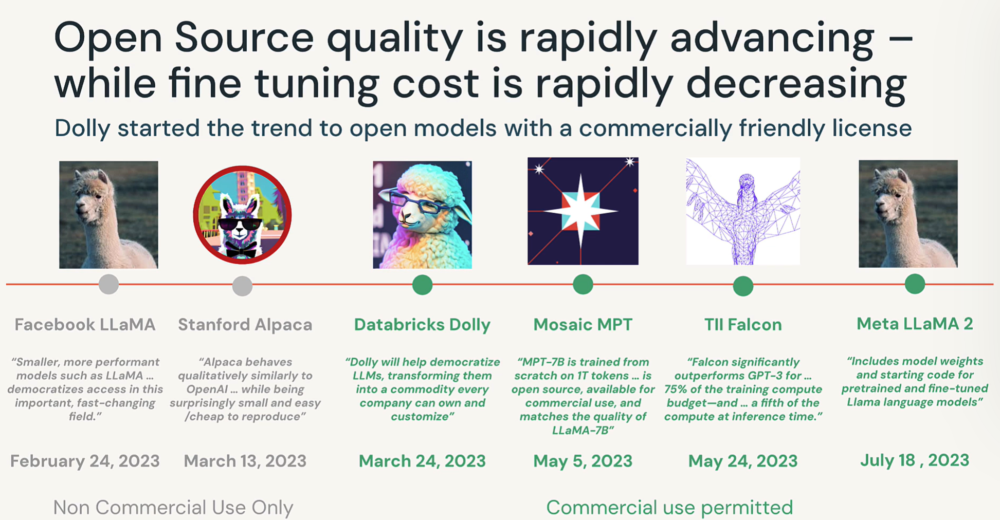 Open Source quality is rapidly advancing –
while fine tuning cost is rapidly decreasing
Dolly started the trend to open models with a commercially friendly license
Facebook LLaMA
“Smaller, more performant
models such as LLaMA ...
democratizes access in this
important, fast-changing
field.”
February 24, 2023
Stanford Alpaca
“Alpaca behaves
qualitatively similarly to
OpenAI ... while being
surprisingly small and easy
/cheap to reproduce”
March 13, 2023
Databricks Dolly
“Dolly will help democratize
LLMs, transforming them
into a commodity every
company can own and
customize”
March 24, 2023
Mosaic MPT
“MPT-7B is trained from
scratch on 1T tokens ... is
open source, available for
commercial use, and
matches the quality of
LLaMA-7B”
May 5, 2023
TII Falcon
“Falcon significantly
outperforms GPT-3 for ...
75% of the training compute
budget—and ... a fifth of the
compute at inference time.”
May 24, 2023
Meta LLaMA 2
“Includes model weights
and starting code for
pretrained and fine-tuned
Llama language models”
July 18 , 2023
Non Commercial Use Only
Commercial use permitted